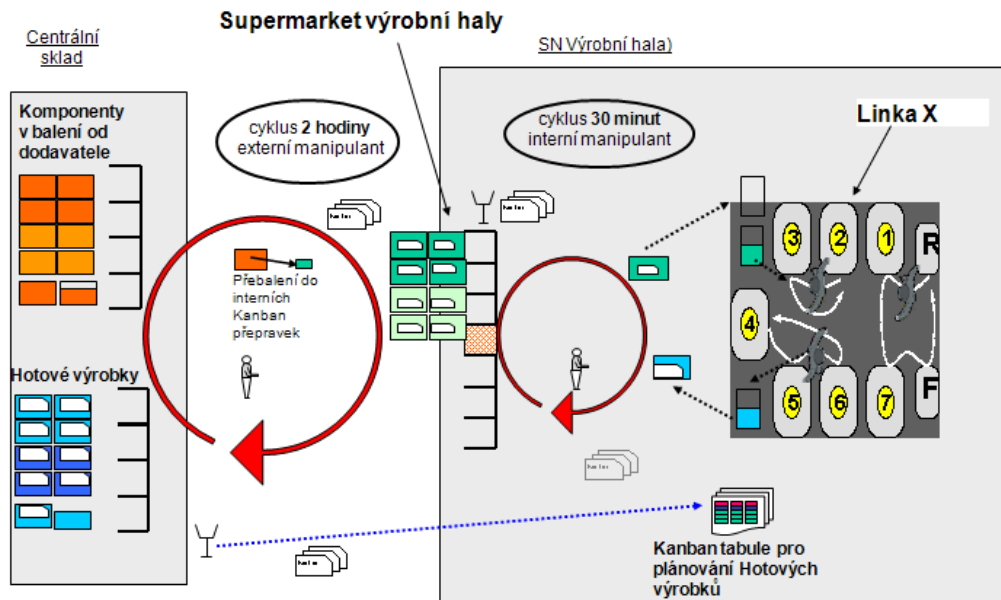 Supermarket výrobní haly
Centrální
sklad
SN Výrobní hala)
Komponenty
v balení od
dodavatele
cyklus 2 hodiny
externí manipulant
cyklus 30 minut
interní manipulant
Linka X
3
2
1
R
4
5
6
7
F
Přebalení do
interních
Kanban
přepravek
Hotové výrobky
Kanban tabule pro
plánování Hotových
výrobků